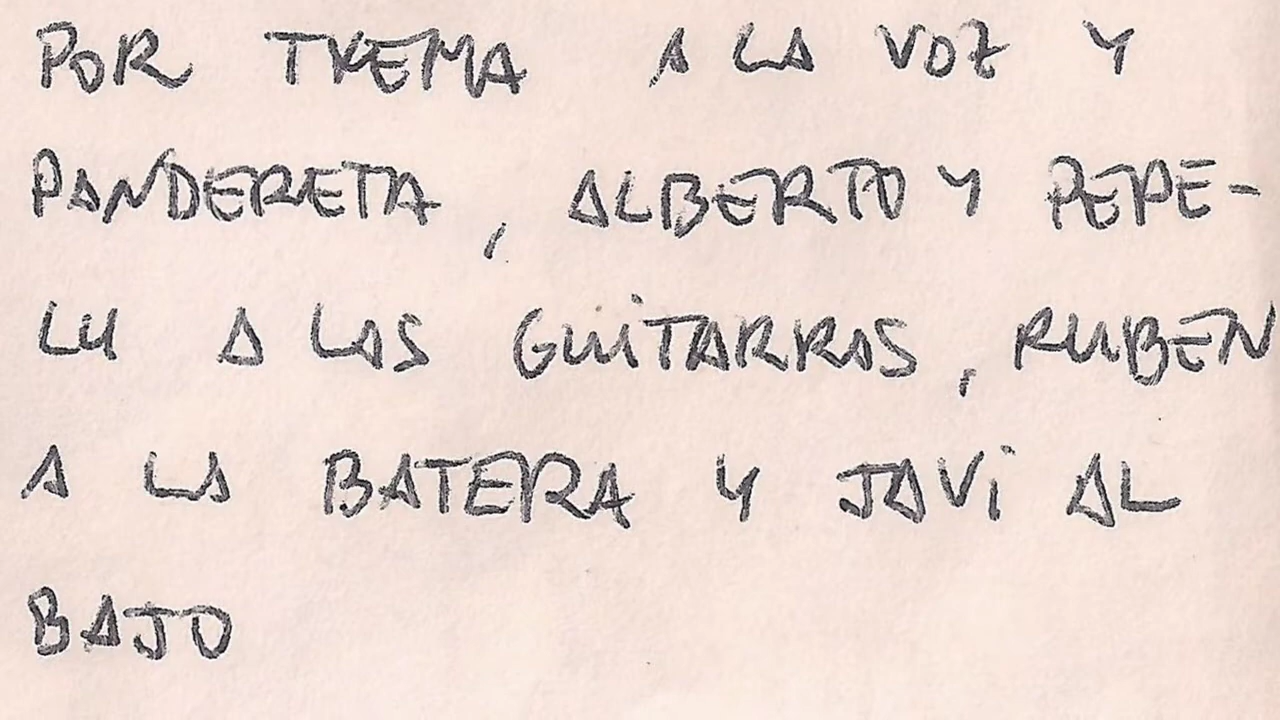 POR TXEMA A LA VOZ Y
PANDERETA, ALBERTO Y PEPE-
LU A LAS GUiTARRAS, RUBEN
A LA BATERA Y JAVi AL
BAJO